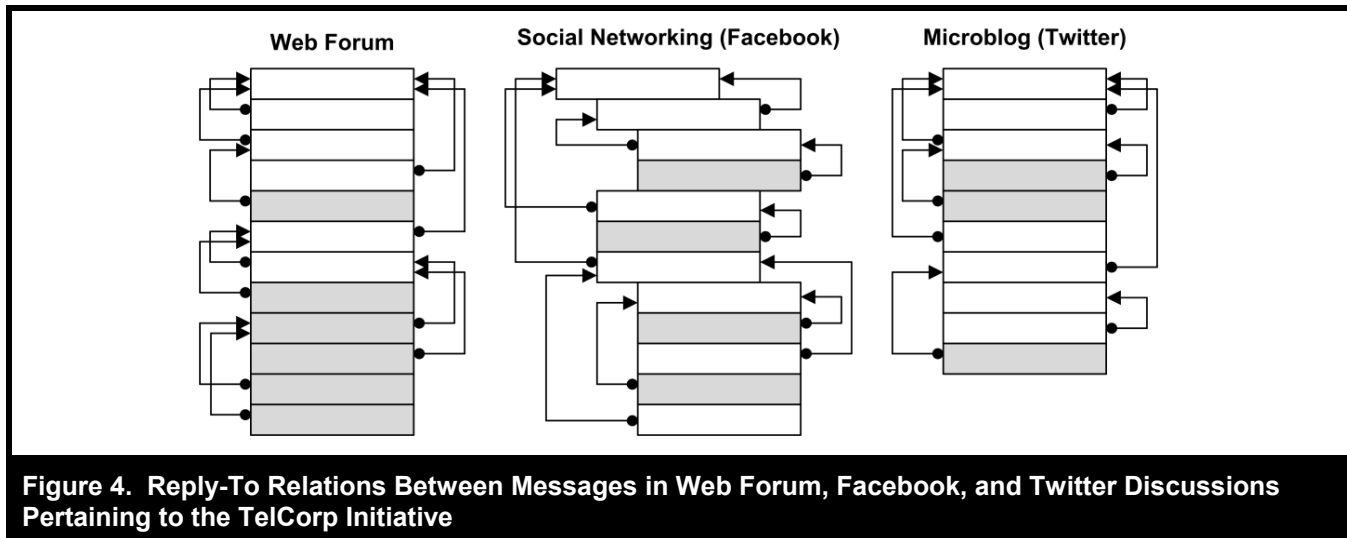 Web Forum
Social Networking (Facebook)
Microblog (Twitter)
Figure 4. Reply-To Relations Between Messages in Web Forum, Facebook, and Twitter Discussions
Pertaining to the TelCorp Initiative